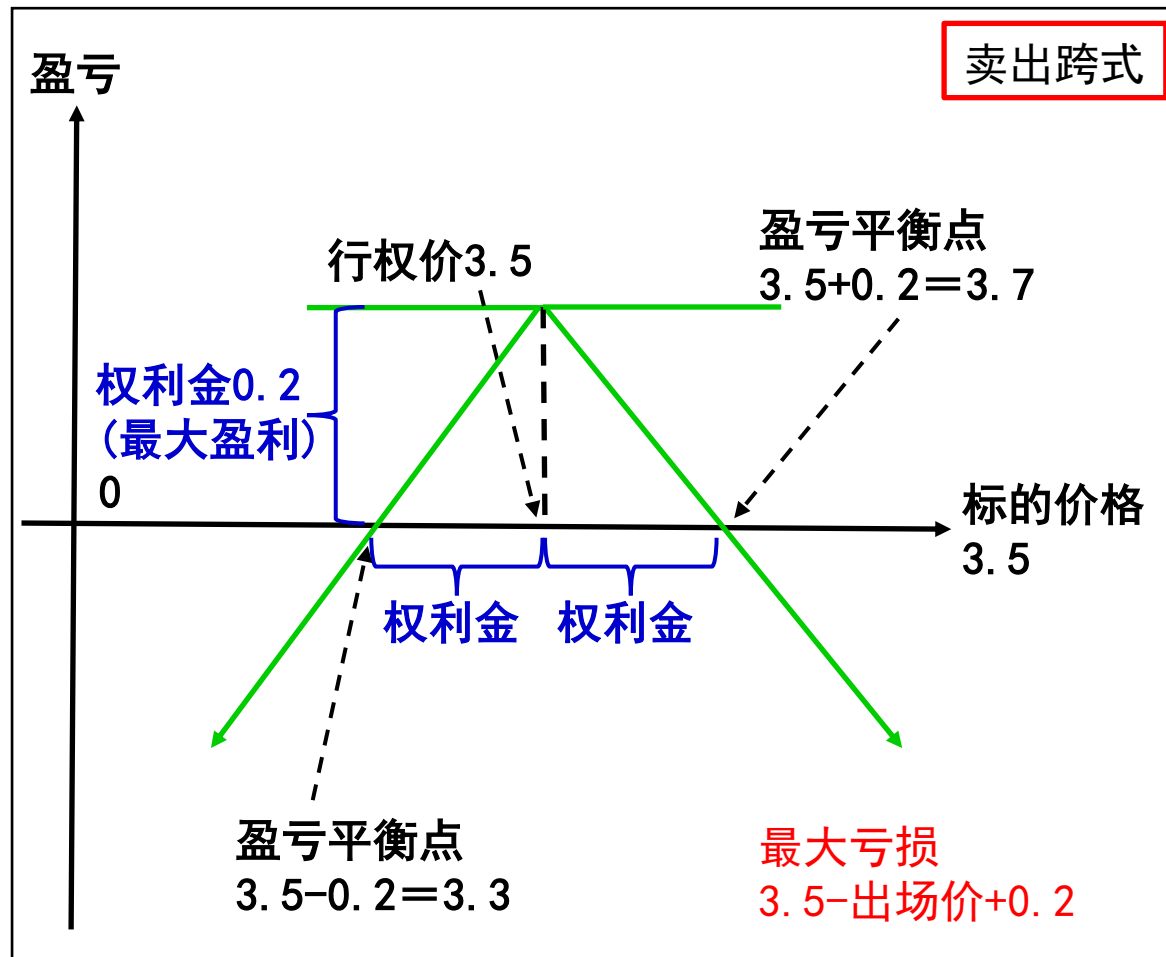 卖出跨式
盈亏
行权价3.5
盈亏平衡点
3.5+0.2＝3.7
权利金0.2
(最大盈利)
0
标的价格
3.5
权利金
权利金
盈亏平衡点
3.5-0.2＝3.3
最大亏损
3.5-出场价+0.2